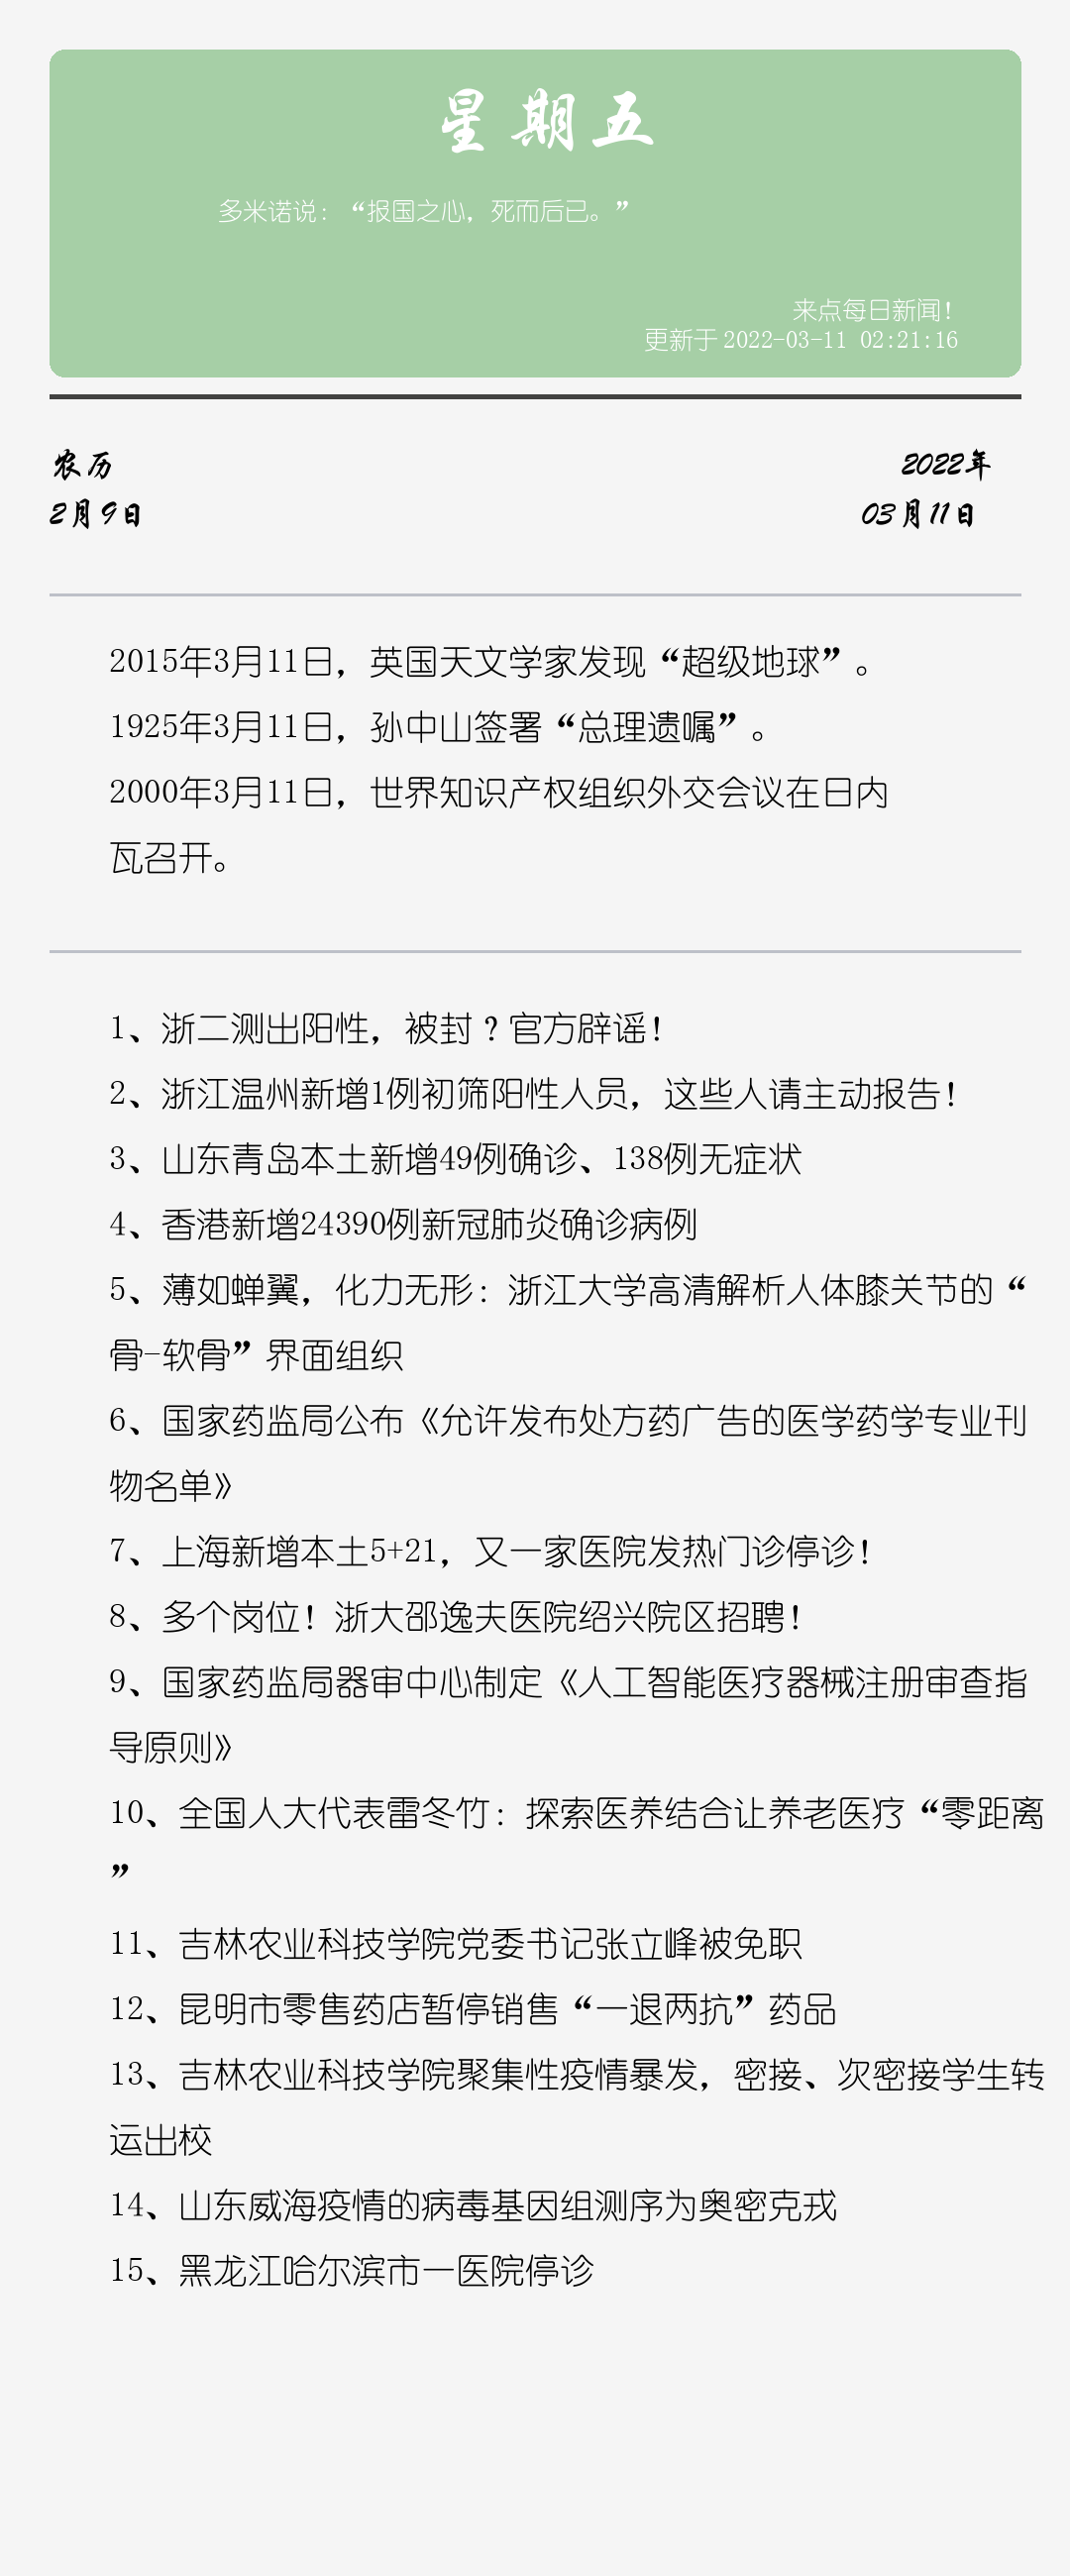 星期五
多米诺说：“报国之心，死而后已。”
来点每日新闻！
更新于 2022-03-11 02:21:16
农历
2022年
2月9日
03月11日
2015年3月11日，英国天文学家发现“超级地球”。
1925年3月11日，孙中山签署“总理遗嘱”。
2000年3月11日，世界知识产权组织外交会议在日内
瓦召开。
1、浙二测出阳性，被封？官方辟谣！
2、浙江温州新增1例初筛阳性人员，这些人请主动报告！
3、山东青岛本土新增49例确诊、138例无症状
4、香港新增24390例新冠肺炎确诊病例
5、薄如蝉翼，化力无形：浙江大学高清解析人体膝关节的“
骨-软骨”界面组织
6、国家药监局公布《允许发布处方药广告的医学药学专业刊
物名单》
7、上海新增本土5+21，又一家医院发热门诊停诊！
8、多个岗位！浙大邵逸夫医院绍兴院区招聘！
9、国家药监局器审中心制定《人工智能医疗器械注册审查指
导原则》
10、全国人大代表雷冬竹：探索医养结合让养老医疗“零距离
”
11、吉林农业科技学院党委书记张立峰被免职
12、昆明市零售药店暂停销售“一退两抗”药品
13、吉林农业科技学院聚集性疫情暴发，密接、次密接学生转
运出校
14、山东威海疫情的病毒基因组测序为奥密克戎
15、黑龙江哈尔滨市一医院停诊